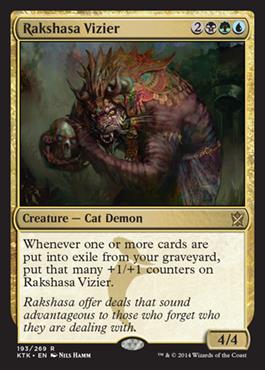 Rakshasa Vizier 2
Creature — Cat Demon
Whenever one or more cards are
put into exile from your graveyard,
put that many +1/+1 counters on
Rakshasa Vizier.
Rakshasa offer deals that sound
advantageous to those who forget who
they are dealing with.
4/4
193/269 R
KTK • EN Nils Hamm
™ & © 2014 Wizards of the Coast